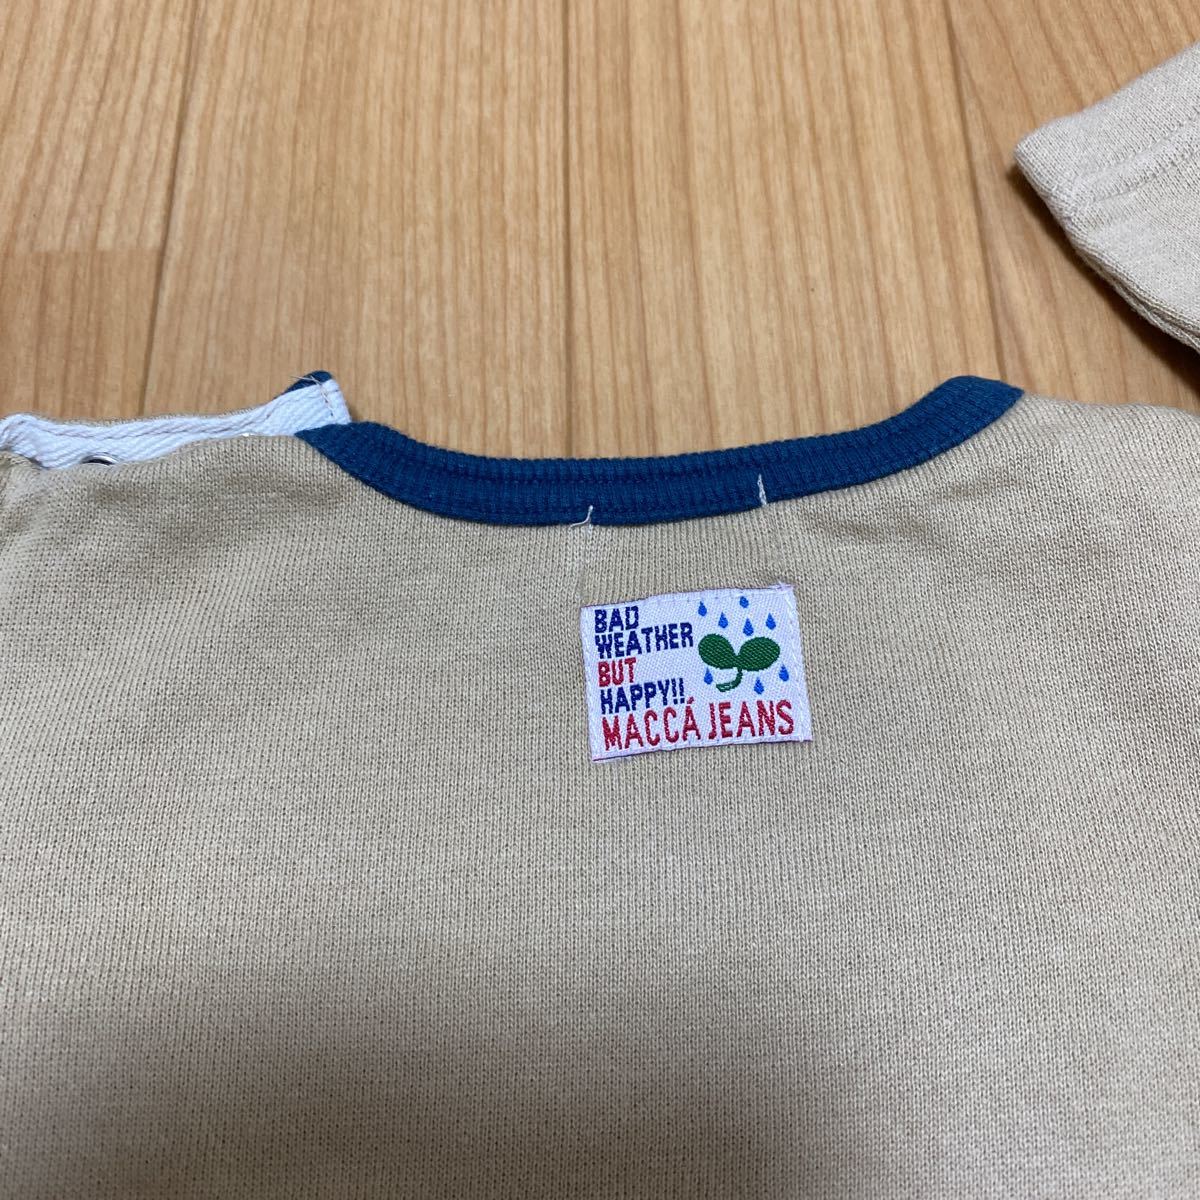 BAD
WEATHER
BUT
HAPPY!!
MACCÁ JEANS